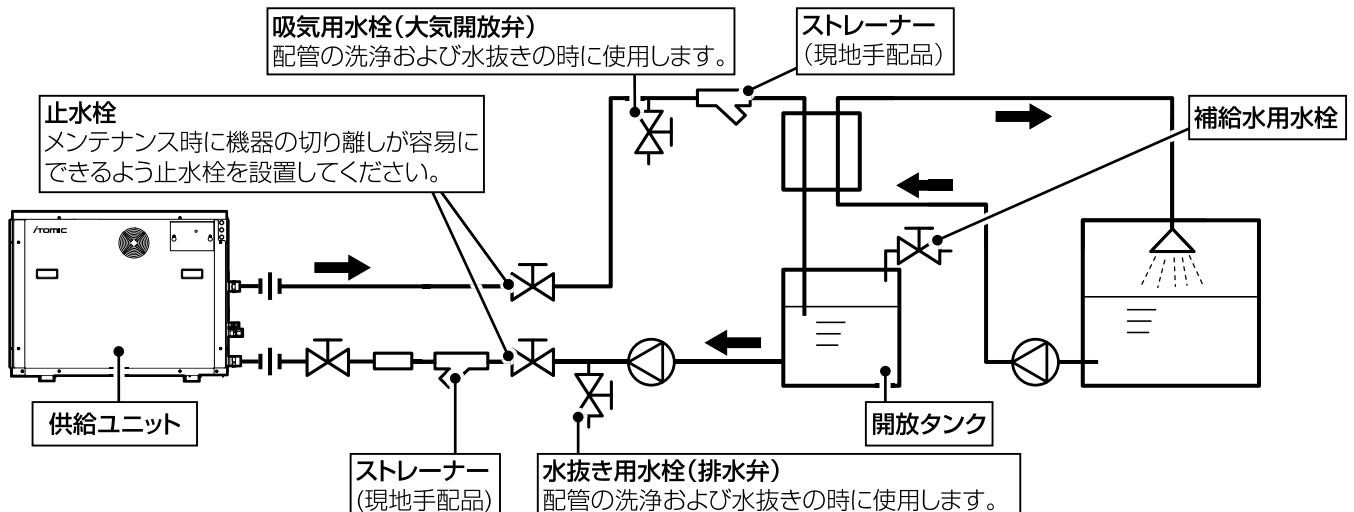 吸気用水栓(大気開放弁)
配管の洗浄および水抜きの時に使用します。
ストレーナー
(現地手配品)
止水栓
メンテナンス時に機器の切り離しが容易に
できるよう止水栓を設置してください。
補給水用水栓
ITOMIC
供給ユニット
開放タンク
ストレーナー
(現地手配品)
水抜き用水栓(排水弁)
配管の洗浄および水抜きの時に使用します。